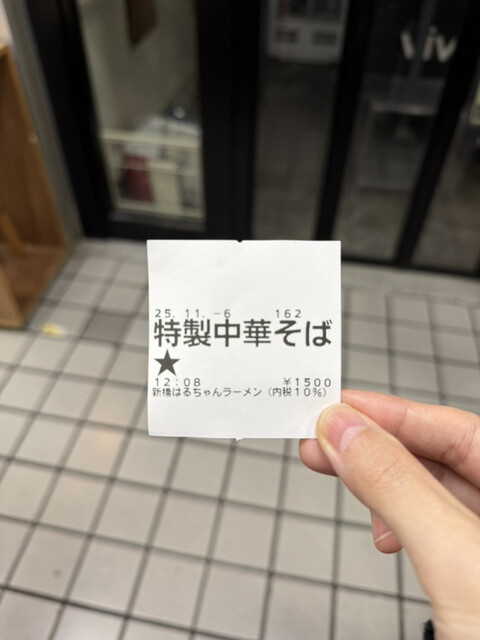 25.11.-6 162
特製中華そば
★
12:08 ¥1500
新橋はるちゃんラーメン(内税10%)